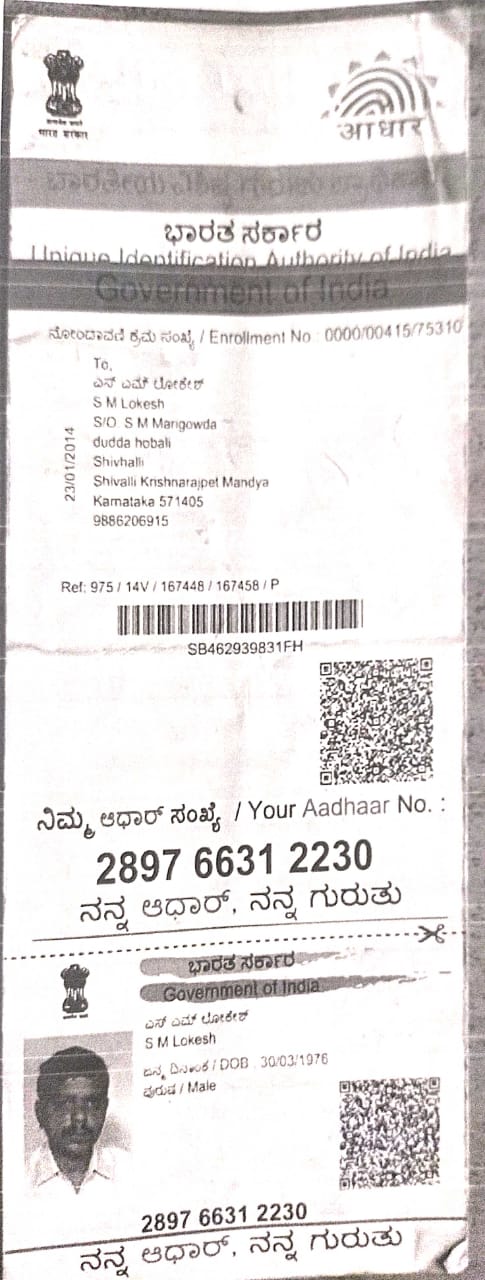 भारत सरकार
आधार
ಭಾರತ ಸರ್ಕಾರ
Unique Identification Authority of India
Government of India
ನೋಂದಾವಣಿ ಕ್ರಮ ಸಂಖ್ಯೆ / Enrollment No : 0000/00415/75310
To,
ಎಸ್ ಎಮ್ ಲೋಕೇಶ್
S M Lokesh
S/O S M Marigowda
dudda hobali
Shivhalli
Shivalli Krishnarajpet Mandya
Karnataka 571405
9886206915
23/01/2014
Ref: 975 / 14V / 167448 / 167458 / P
SB462939831FH
ನಿಮ್ಮ ಆಧಾರ್ ಸಂಖ್ಯೆ / Your Aadhaar No. :
2897 6631 2230
ನನ್ನ ಆಧಾರ್, ನನ್ನ ಗುರುತು
ಭಾರತ ಸರ್ಕಾರ
Government of India
ಎಸ್ ಎಮ್ ಲೋಕೇಶ್
S M Lokesh
ಜನ್ಮ ದಿನಾಂಕ / DOB : 30/03/1976
ಪುರುಷ / Male
2897 6631 2230
ನನ್ನ ಆಧಾರ್, ನನ್ನ ಗುರುತು